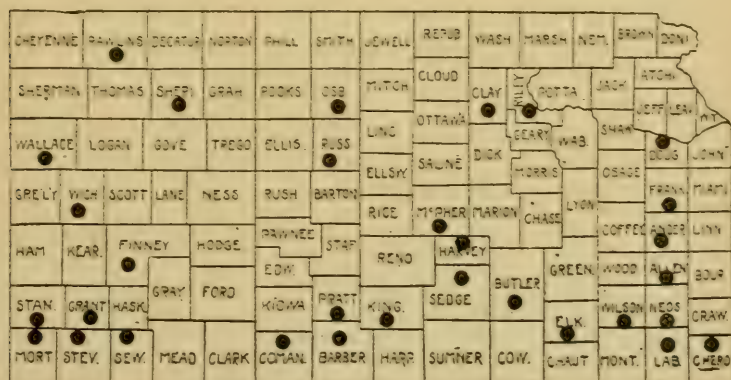 CHEYENNE RAWLINS DECATUR NORTON PHILL SMITH JEWELL REPUB WASH MARSH NEM. BROWN DONI
SHERMAN THOMAS SHERI GRAH ROOKS OSB MITCH CLOUD CLAY RILEY POTTA JACK ATCH
OTTAWA GEARY WAB. SHAW JEFF LEAV WY.
WALLACE LOGAN GOVE TREGO ELLIS. RUSS LINC SALINE DICK MORRIS OSAGE DOUG JOHN
GRELY WICH SCOTT LANE NESS RUSH BARTON ELLSW RICE McPHER MARION CHASE LYON FRANK MIAMI
HAM KEAR. FINNEY HODGE PAWNEE STAF RENO HARVEY COFFEE ANDER LINN
EDW. SEDGE BUTLER GREEN. WOOD ALLEN BOUR.
STAN. GRANT HASK. GRAY FORD KIOWA PRATT KING. ELK. WILSON NEOS CRAW.
MORT STEV. SEW. MEAD CLARK COMAN. BARBER HARP. SUMNER COW. CHAUT MONT. LAB. CHERO